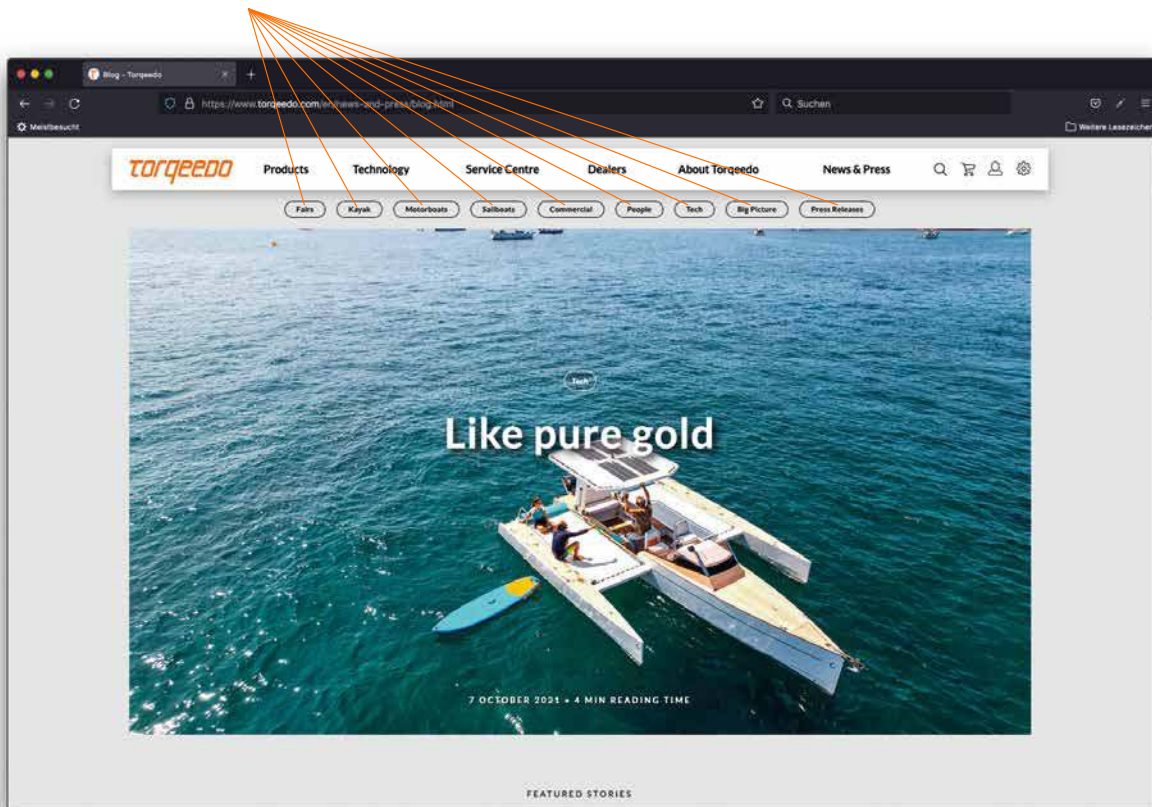 Blog – Torqeedo
https://www.torqeedo.com/en/news-and-press/blog.html
Suchen
Meistbesucht
Weitere Lesezeichen
TORQEEDO Products Technology Service Centre Dealers About Torqeedo News & Press
Fairs Kayak Motorboats Sailboats Commercial People Tech Big Picture Press Releases
Tech
Like pure gold
7 OCTOBER 2021 • 4 MIN READING TIME
FEATURED STORIES